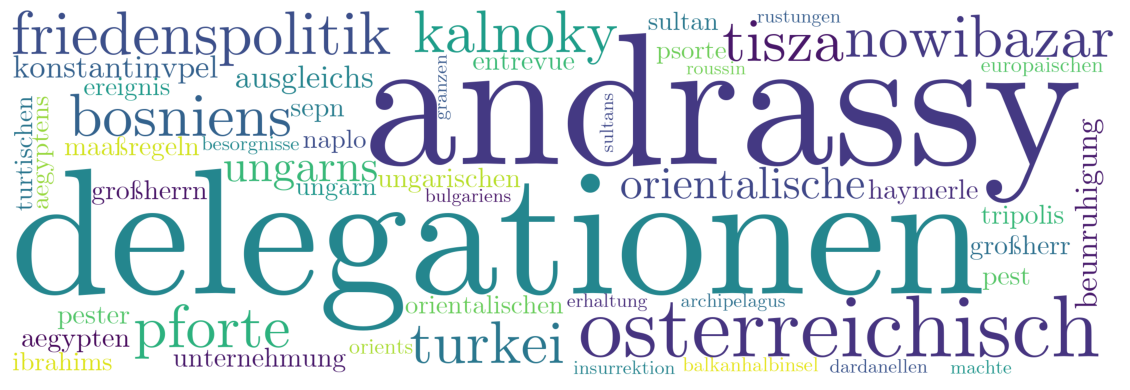 friedenspolitik
kalnoky
sultan
rustungen
psorte
tisza
nowibazar
konstantinvpel
ausgleichs
entrevue
roussin
europaischen
ereignis
granzen
andrassy
turtischen
aegyptens
bosniens
sepn
sultans
maaßregeln
besorgnisse
naplo
beunruhigung
großherrn
ungarns
ungarn
ungarischen
bulgariens
orientalische
haymerle
delegationen
tripolis
großherr
pest
pester
aegypten
ibrahims
pforte
unternehmung
orientalischen
orients
turkei
erhaltung
archipelagus
osterreichisch
insurrektion
balkanhalbinsel
dardanellen
machte